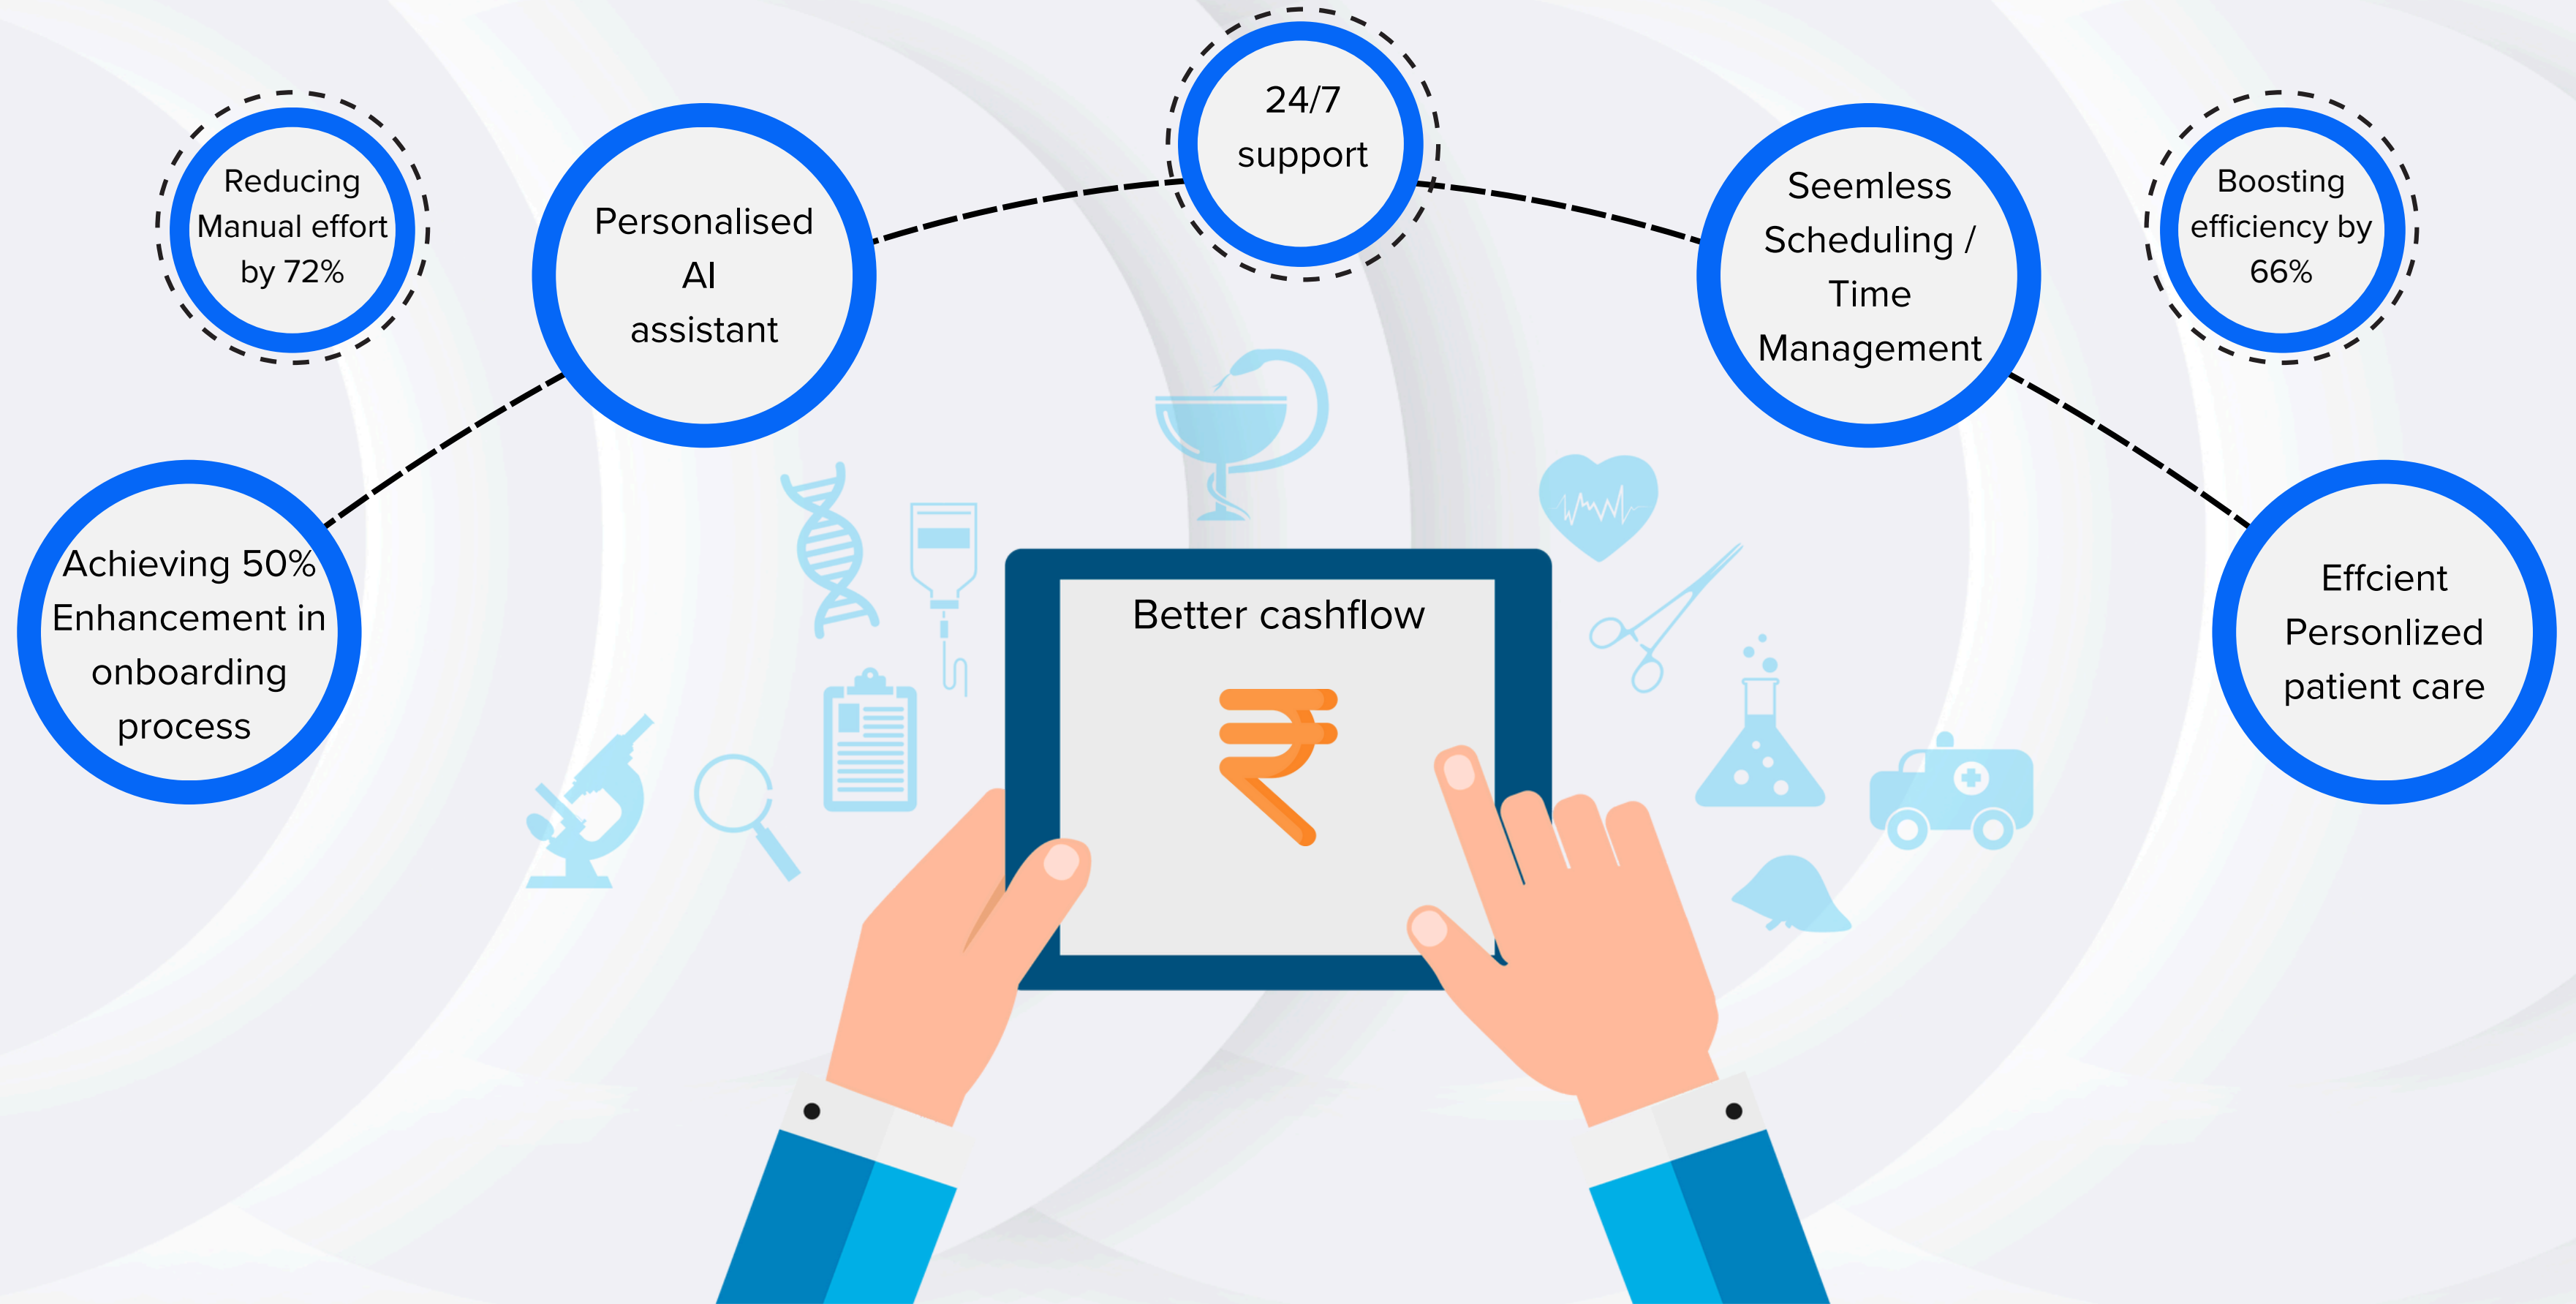 24/7
support
Reducing
Manual effort
by 72%
Personalised
AI
assistant
Seemless
Scheduling /
Time
Management
Boosting
efficiency by
66%
Achieving 50%
Enhancement in
onboarding
process
Better cashflow
₹
Effcient
Personlized
patient care